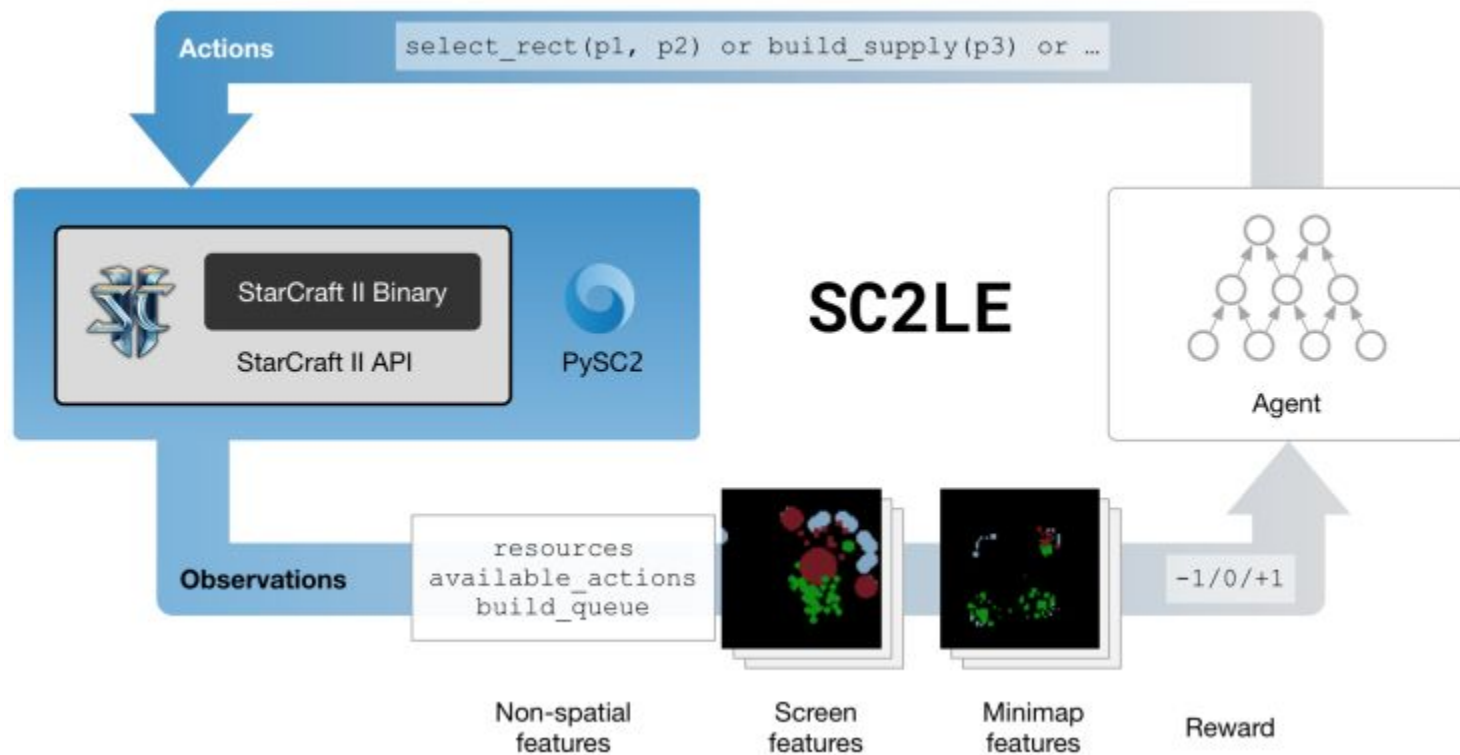 Actions
select_rect(p1, p2) or build_supply(p3) or …
StarCraft II Binary
StarCraft II API
PySC2
SC2LE
Agent
Observations
resources
available_actions
build_queue
-1/0/+1
Non-spatial
features
Screen
features
Minimap
features
Reward